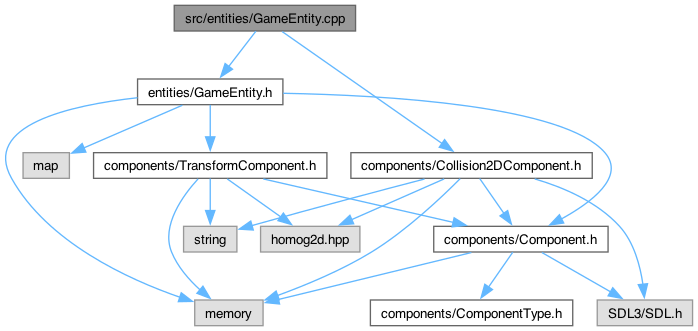 src/entities/GameEntity.cpp
entities/GameEntity.h
map
components/TransformComponent.h
components/Collision2DComponent.h
string
homog2d.hpp
components/Component.h
memory
components/ComponentType.h
SDL3/SDL.h